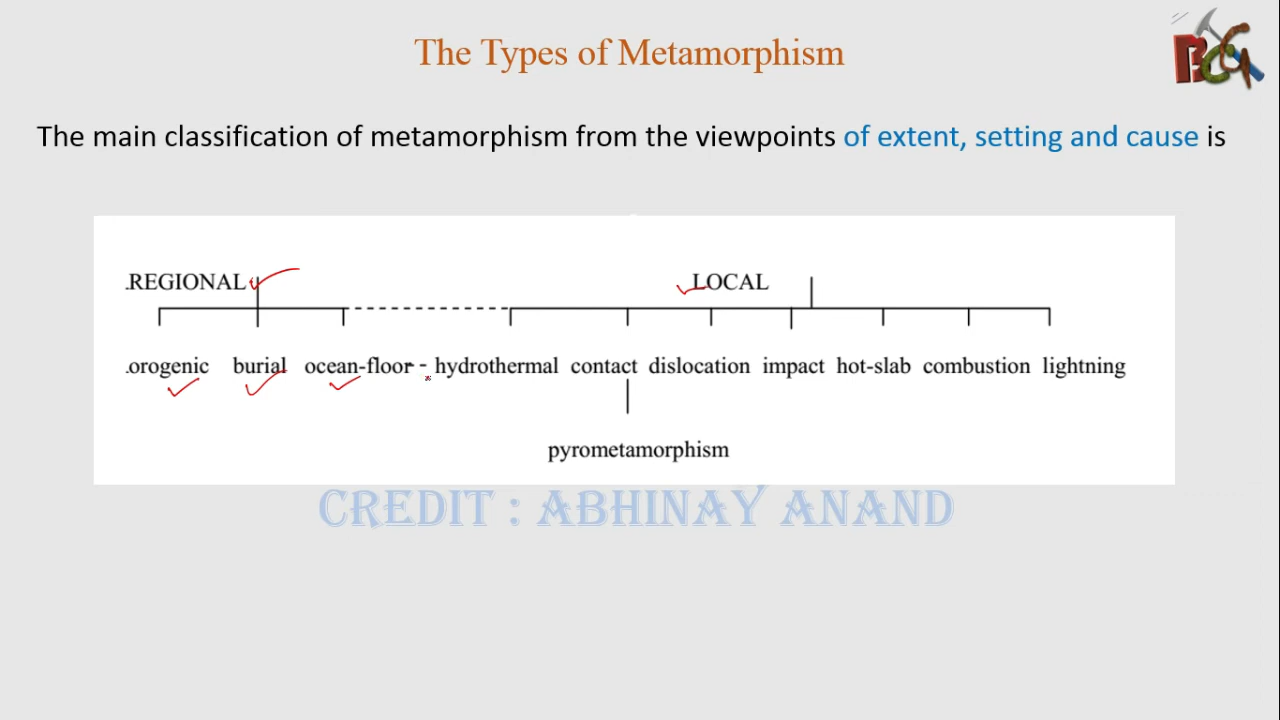 The Types of Metamorphism
BCG
The main classification of metamorphism from the viewpoints of extent, setting and cause is
.REGIONAL LOCAL
.orogenic burial ocean-floor-- hydrothermal contact dislocation impact hot-slab combustion lightning
pyrometamorphism
CREDIT : ABHINAY ANAND